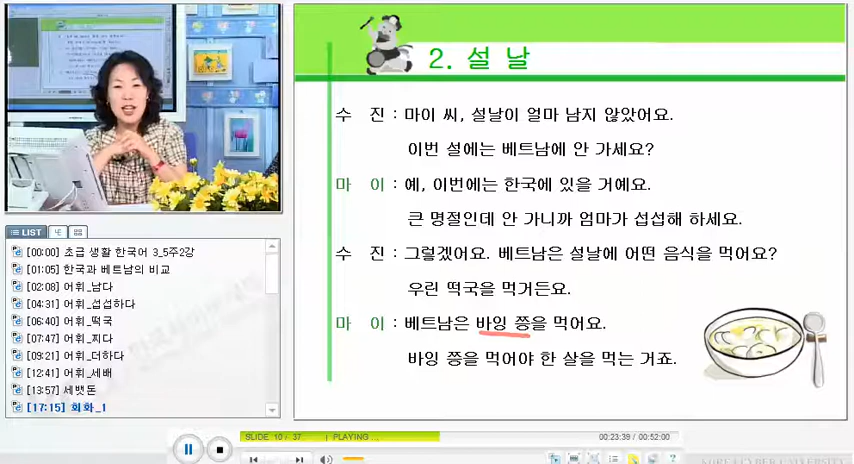 2. 설 날
수 진 : 마이 씨, 설날이 얼마 남지 않았어요.
이번 설에는 베트남에 안 가세요?
마 이 : 예, 이번에는 한국에 있을 거예요.
큰 명절인데 안 가니까 엄마가 섭섭해 하세요.
수 진 : 그렇겠어요. 베트남은 설날에 어떤 음식을 먹어요?
우린 떡국을 먹거든요.
마 이 : 베트남은 바잉 쯩을 먹어요.
바잉 쯩을 먹어야 한 살을 먹는 거죠.
LIST
[00:00] 초급 생활 한국어 3_5주2강
[01:05] 한국과 베트남의 비교
[02:08] 어휘_남다
[04:31] 어휘_섭섭하다
[06:40] 어휘_떡국
[07:47] 어휘_찌다
[09:21] 어휘_더하다
[12:41] 어휘_세배
[13:57] 세뱃돈
[17:15] 회화_1
SLIDE 10 / 37 | PLAYING ...
00:23:39 / 00:52:00
KOREA CYBER UNIVERSITY